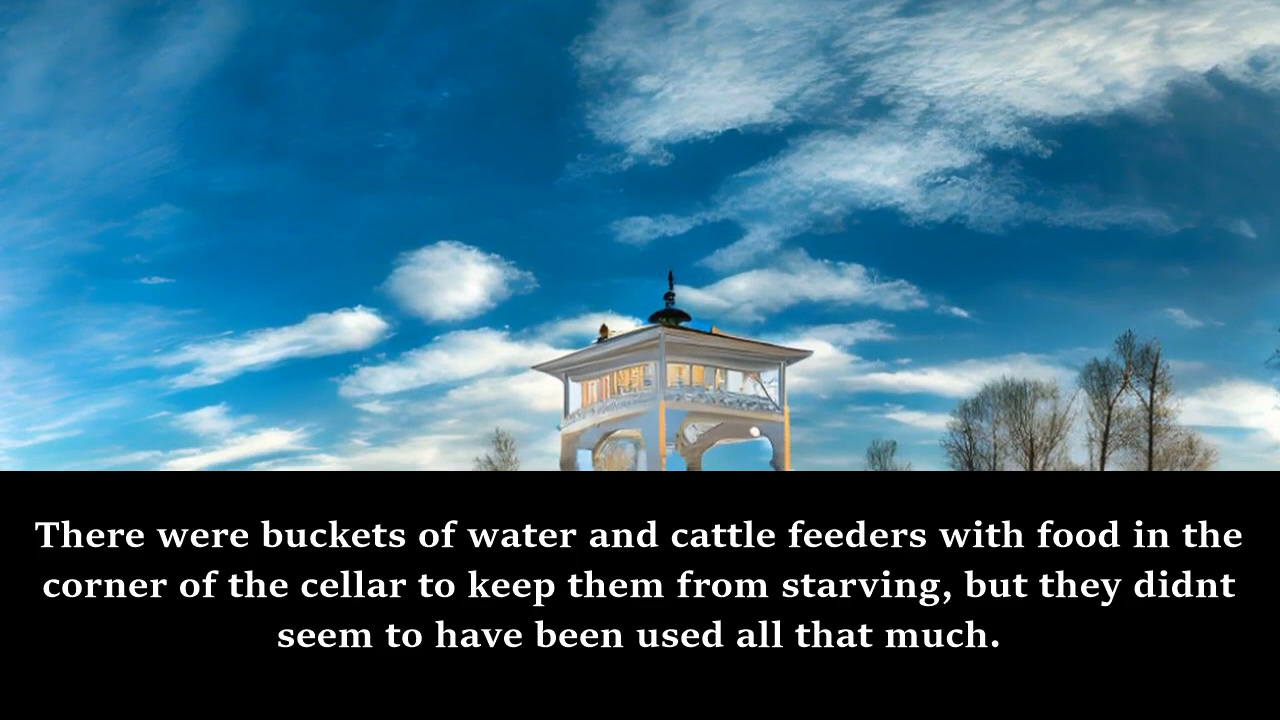 There were buckets of water and cattle feeders with food in the
corner of the cellar to keep them from starving, but they didnt
seem to have been used all that much.